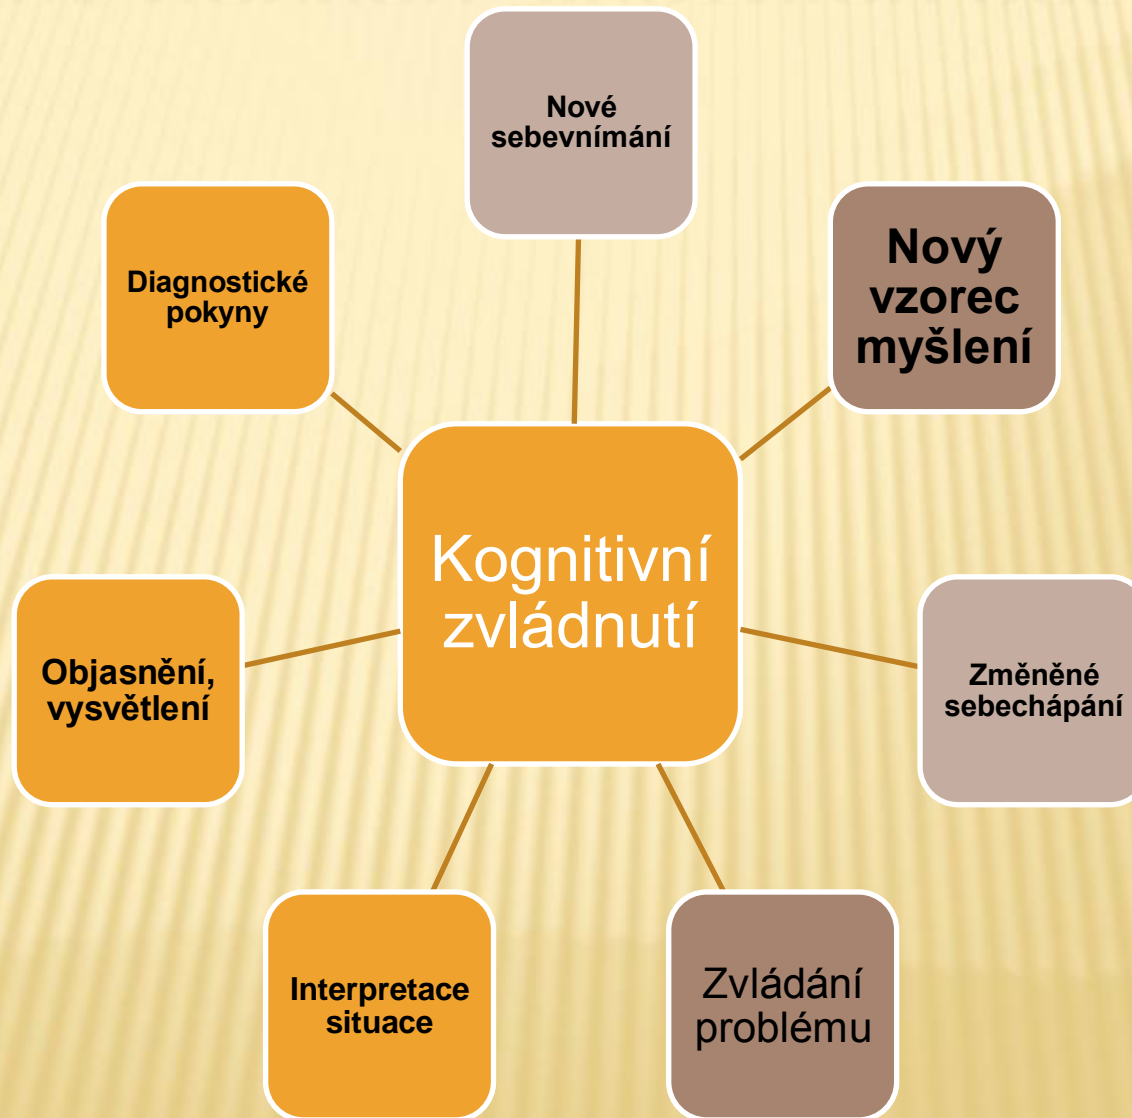 Nové
sebevnímání
Nový
vzorec
myšlení
Diagnostické
pokyny
Kognitivní
zvládnutí
Objasnění,
vysvětlení
Změněné
sebechápání
Interpretace
situace
Zvládání
problému